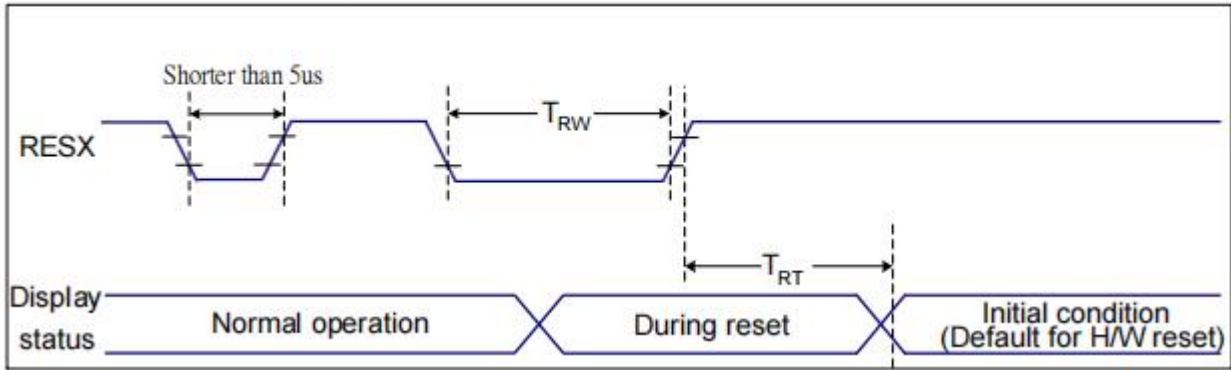 Shorter than 5us
RESX
TRW
TRT
Display
status
Normal operation
During reset
Initial condition
(Default for H/W reset)